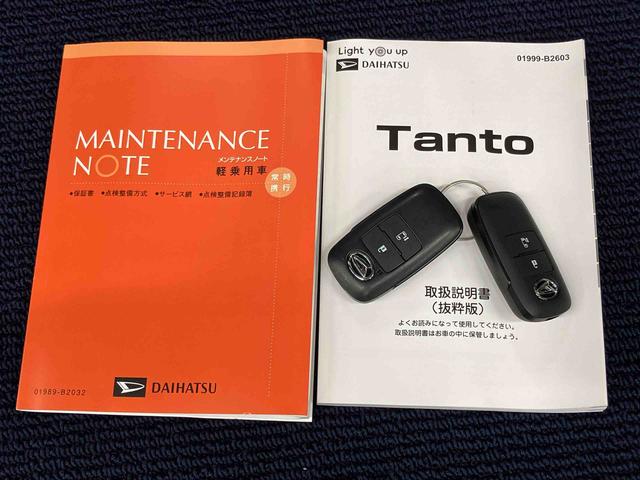 MAINTENANCE
NOTE
メンテナンスノート
軽乗用車
常時
携行
●保証書 ●点検整備方式 ●サービス網 ●点検整備記録簿
01989-B2032
DAIHATSU
Light you up
DAIHATSU
01999-B2603
Tanto
取扱説明書
（抜粋版）
よくお読みになって使用してください。
取扱説明書はお車の中に保管しましょう。